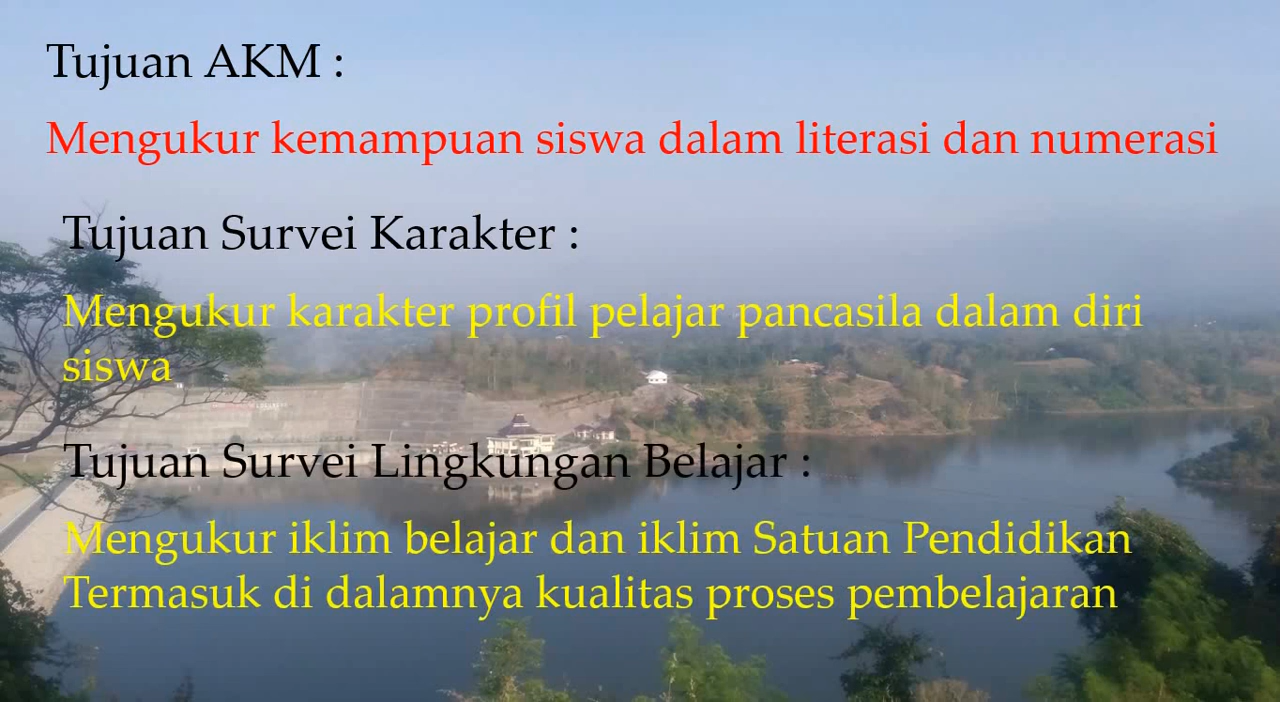 Tujuan AKM :
Mengukur kemampuan siswa dalam literasi dan numerasi
Tujuan Survei Karakter :
Mengukur karakter profil pelajar pancasila dalam diri
siswa
Tujuan Survei Lingkungan Belajar :
Mengukur iklim belajar dan iklim Satuan Pendidikan
Termasuk di dalamnya kualitas proses pembelajaran